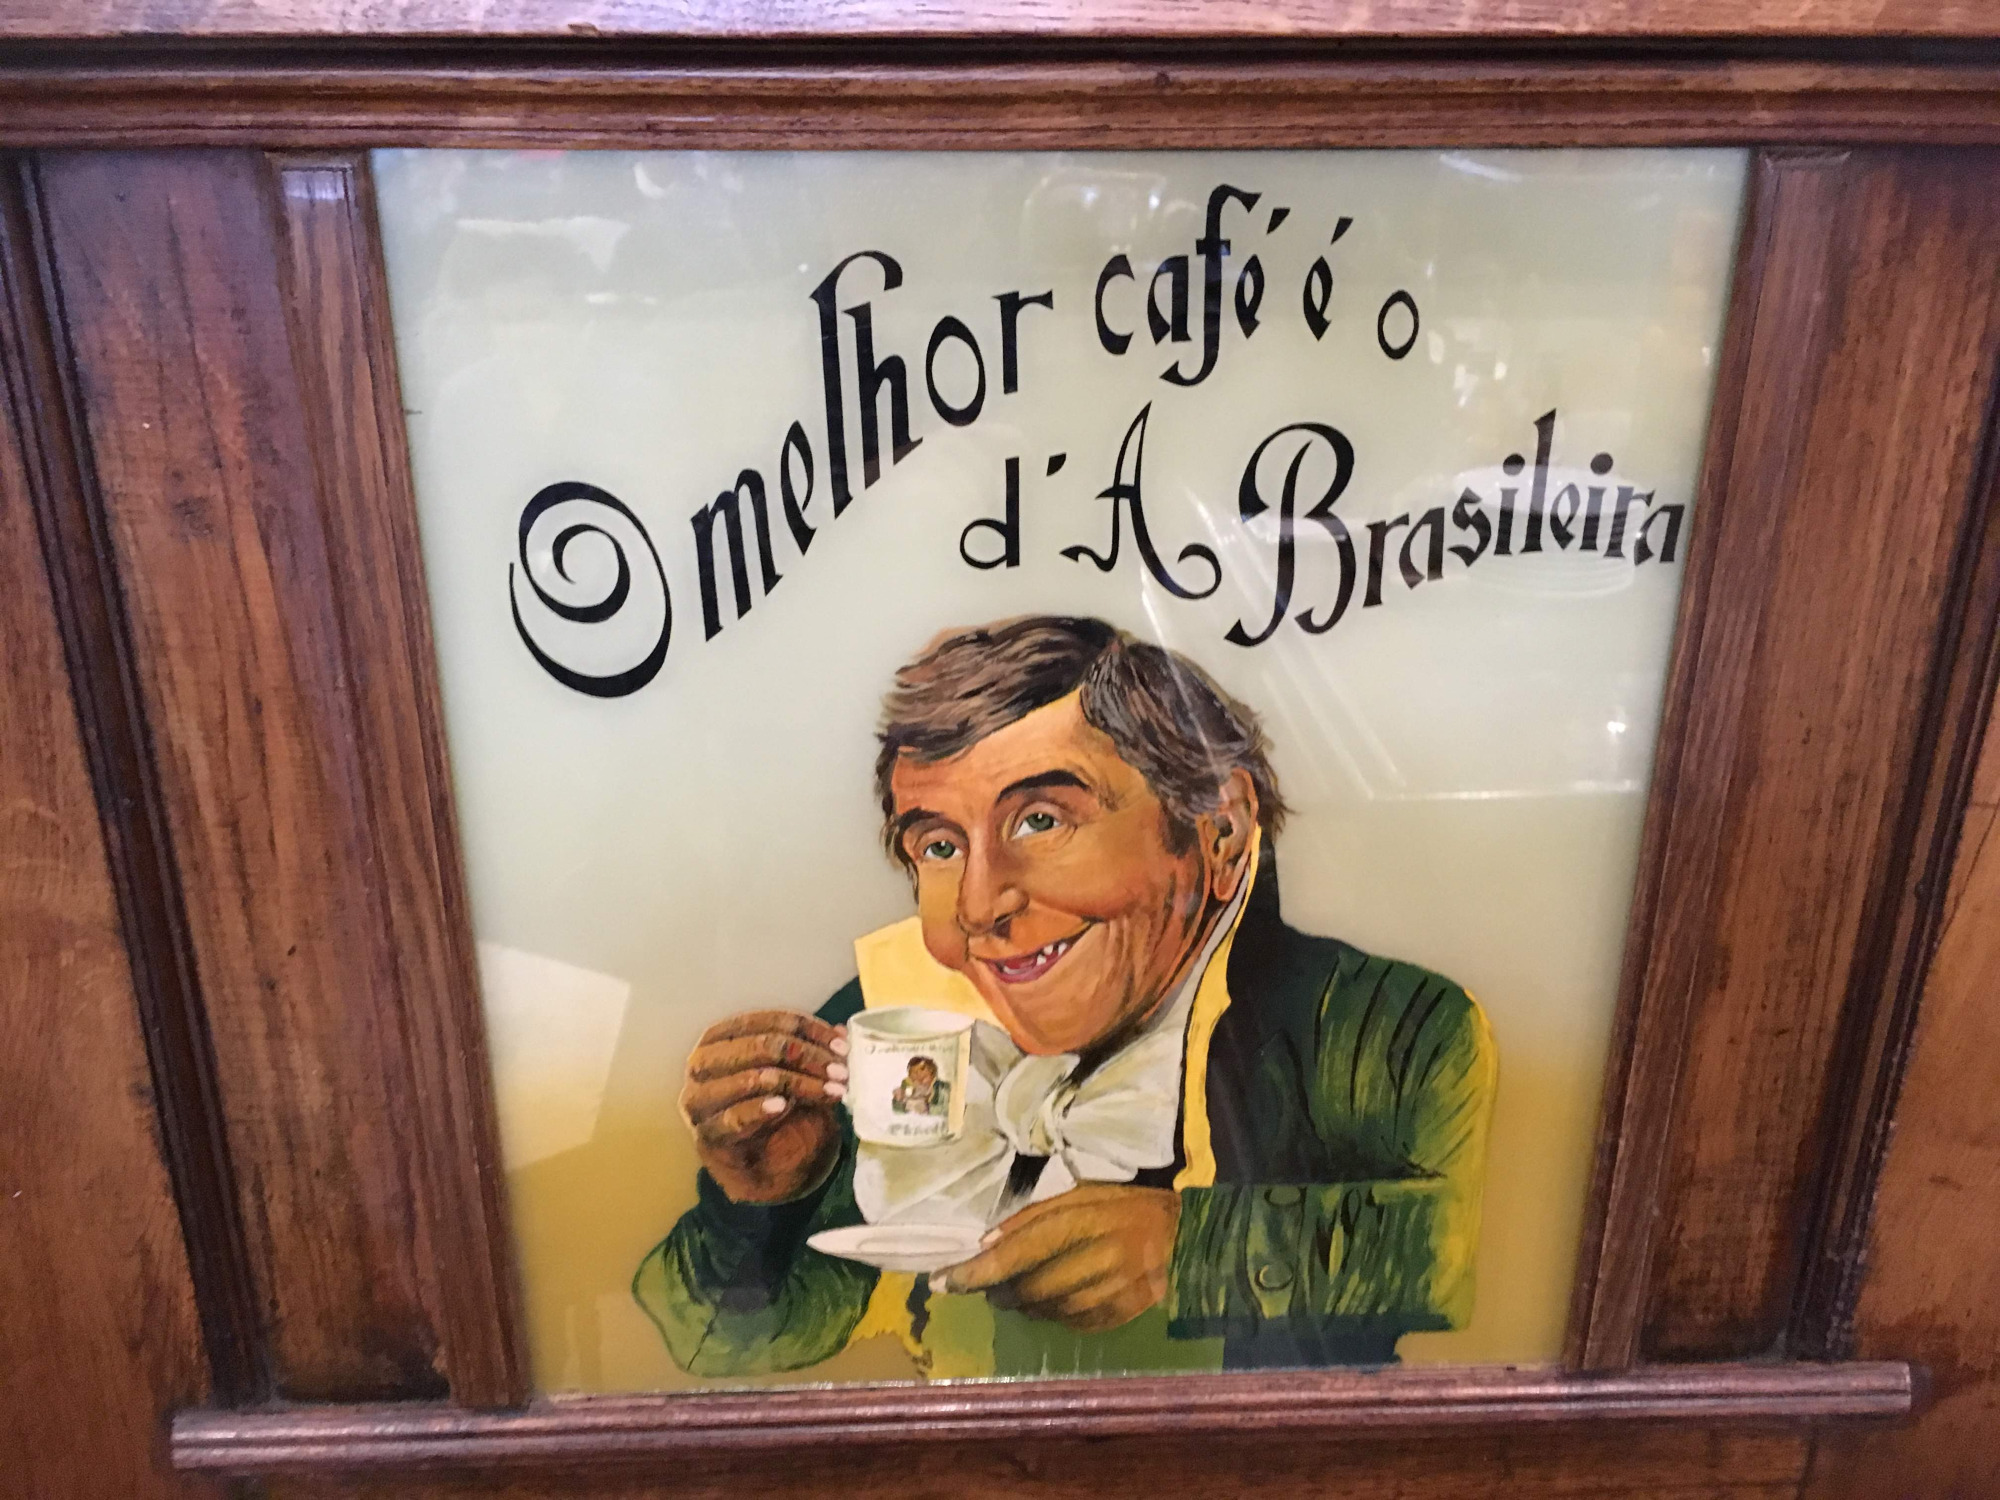 O melhor café é o
d'A Brasileira